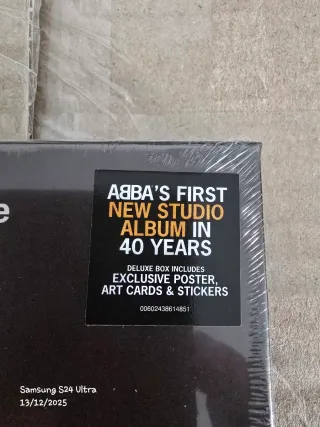 e
ABBA'S FIRST
NEW STUDIO
ALBUM IN
40 YEARS
DELUXE BOX INCLUDES
EXCLUSIVE POSTER,
ART CARDS & STICKERS
00602438614851
Samsung S24 Ultra
13/12/2025